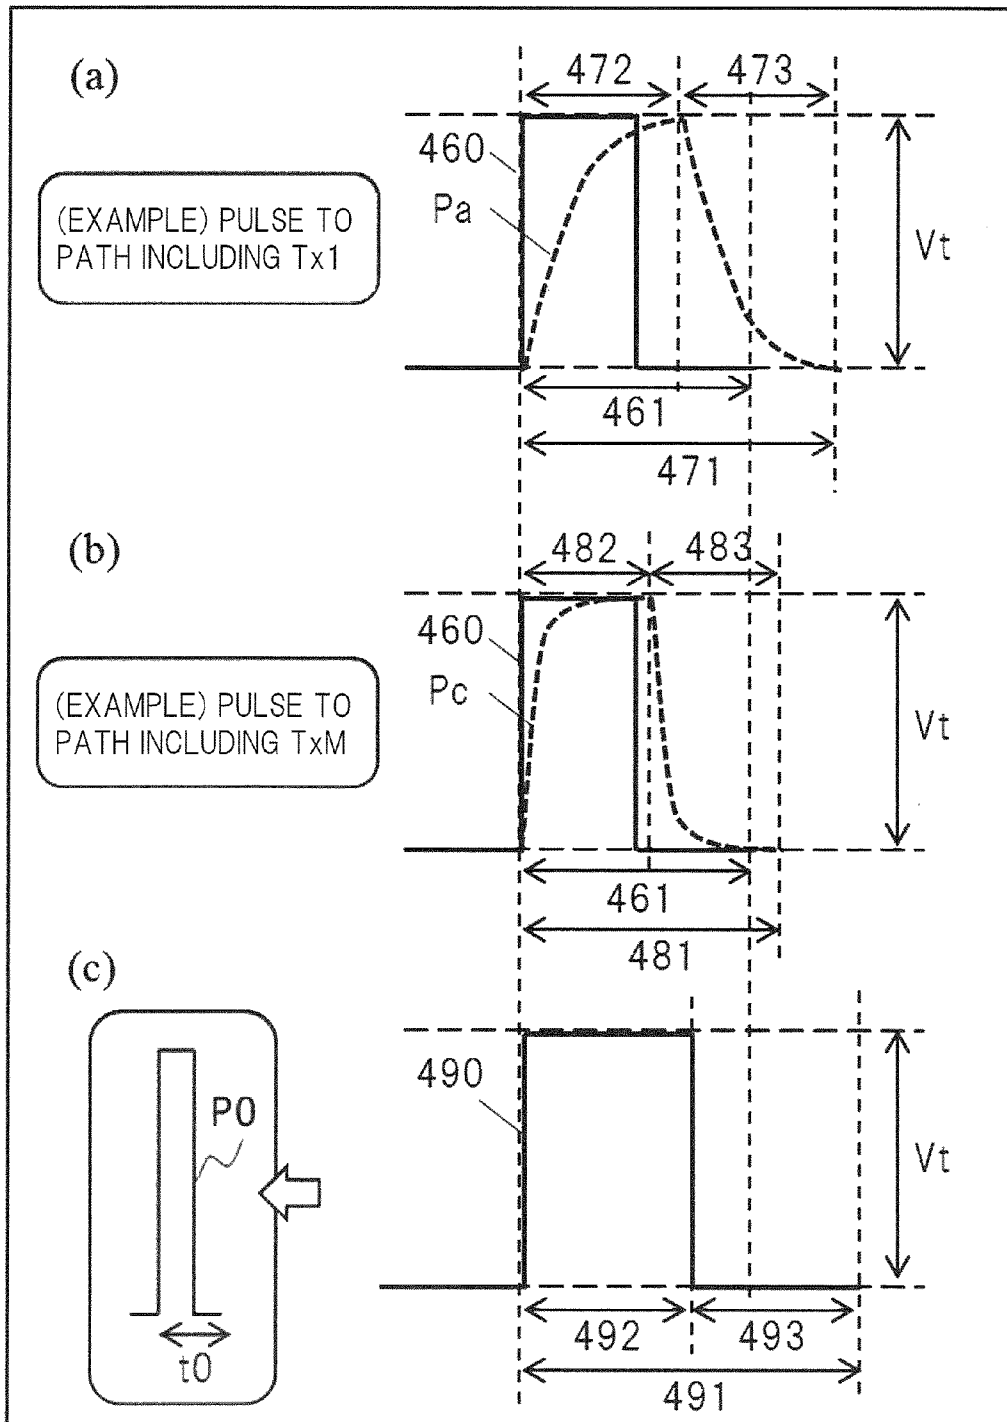 (a)
472
473
460
Pa
(EXAMPLE) PULSE TO
PATH INCLUDING Tx1
Vt
461
471
(b)
482
483
460
Pc
(EXAMPLE) PULSE TO
PATH INCLUDING TxM
Vt
461
481
(c)
490
P0
Vt
t0
492
493
491